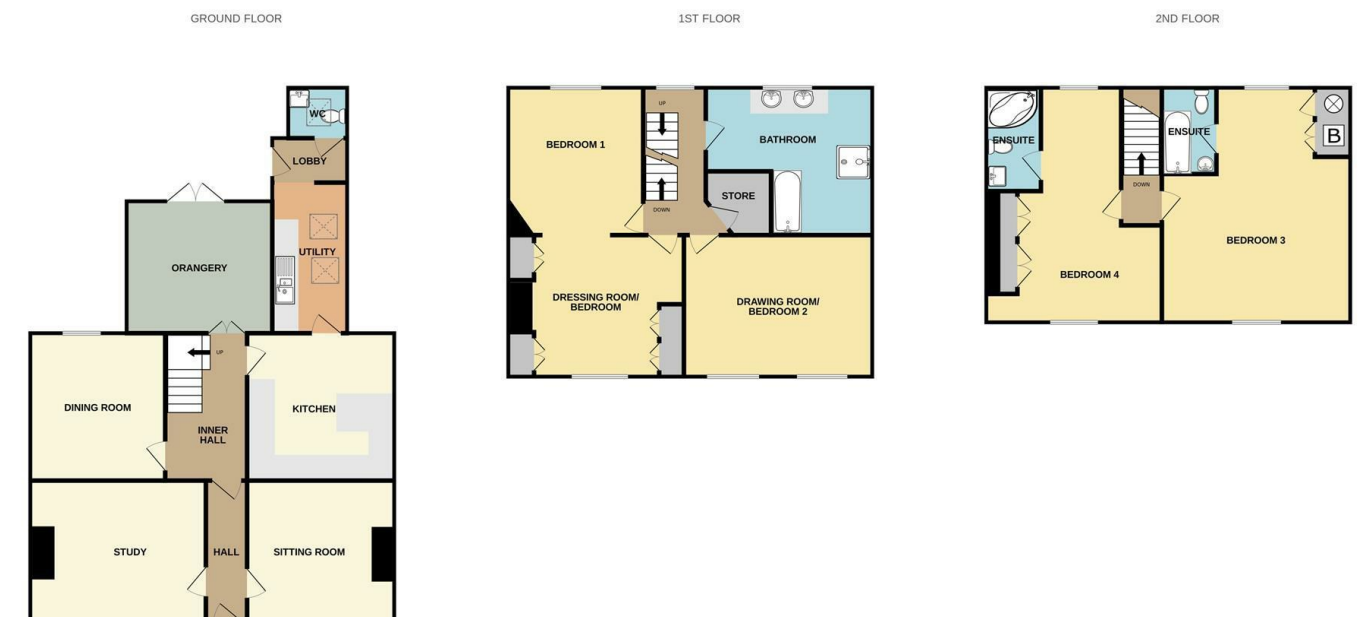 GROUND FLOOR
WC
LOBBY
UTILITY
ORANGERY
UP
DINING ROOM
KITCHEN
INNER
HALL
STUDY
HALL
SITTING ROOM
1ST FLOOR
UP
BEDROOM 1
BATHROOM
STORE
DOWN
DRESSING ROOM/
BEDROOM
DRAWING ROOM/
BEDROOM 2
2ND FLOOR
ENSUITE
ENSUITE
B
DOWN
BEDROOM 3
BEDROOM 4